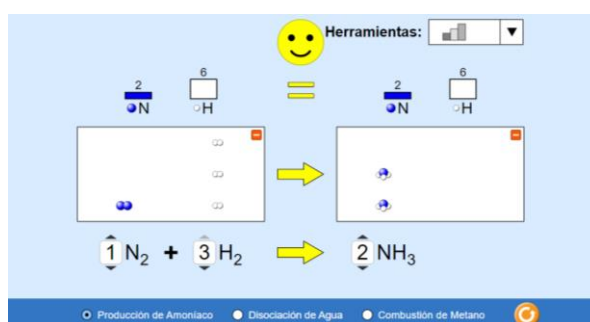 Herramientas:
2 6 2 6
N H N H
1 N₂ + 3 H₂ 2 NH₃
Producción de Amoníaco Disociación de Agua Combustión de Metano